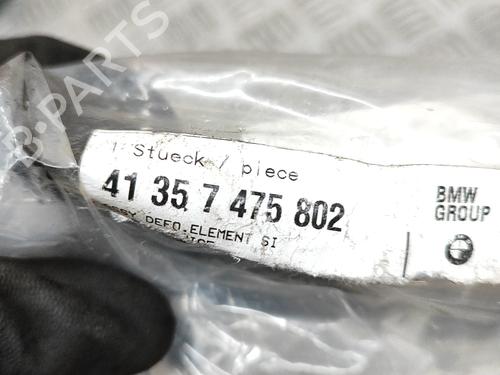 B-PARTS
1 Stueck / piece
41 35 7 475 802
DEFO.ELEMENT SI
BMW
GROUP